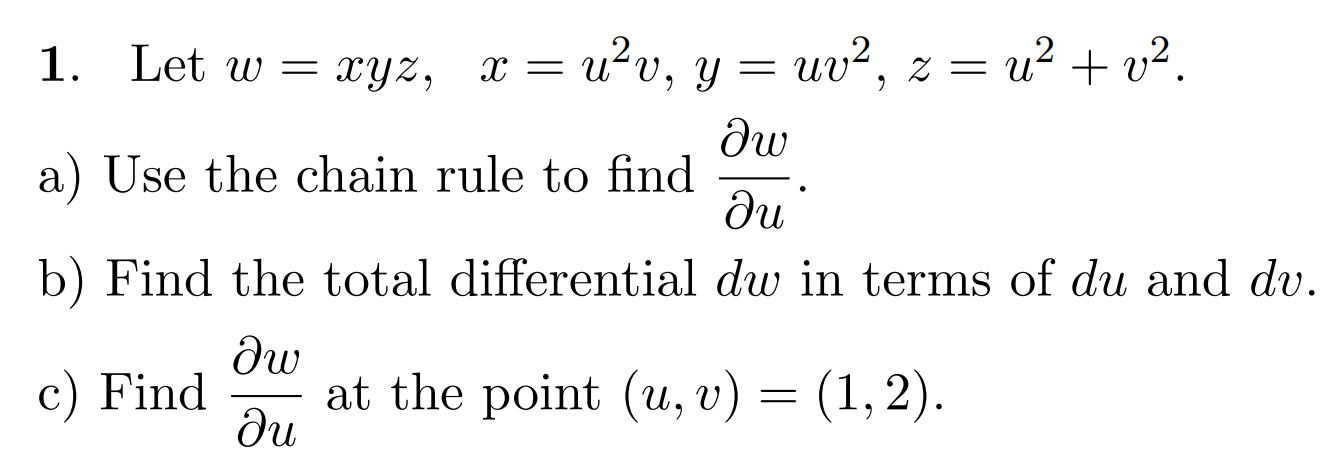 1. Let w = xyz, x = u²v, y = uv², z = u² + v².
a) Use the chain rule to find ∂w/∂u.
b) Find the total differential dw in terms of du and dv.
c) Find ∂w/∂u at the point (u, v) = (1, 2).